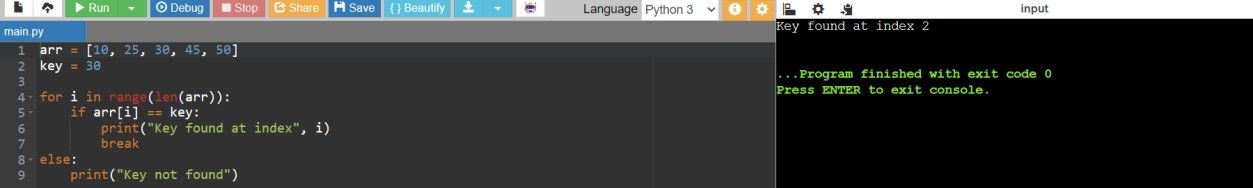 Run Debug Stop Share Save { } Beautify Language Python 3 input
main.py
1 arr = [10, 25, 30, 45, 50]
2 key = 30
3
4 for i in range(len(arr)):
5     if arr[i] == key:
6         print("Key found at index", i)
7         break
8 else:
9     print("Key not found")
Key found at index 2
...Program finished with exit code 0
Press ENTER to exit console.